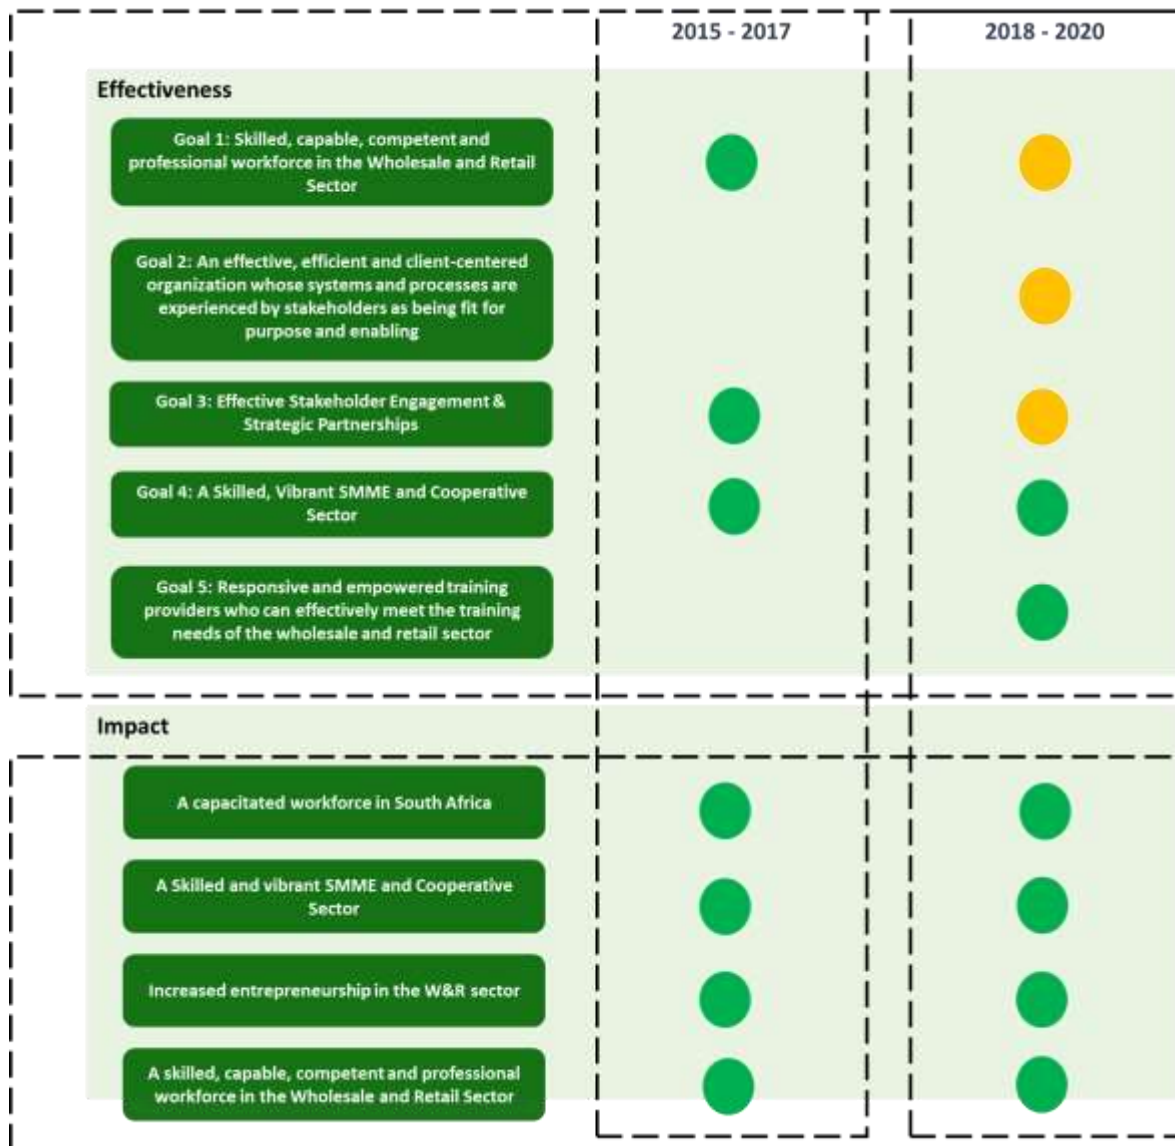 2015 - 2017
2018 - 2020
Effectiveness
Goal 1: Skilled, capable, competent and
professional workforce in the Wholesale and Retail
Sector
Goal 2: An effective, efficient and client-centered
organization whose systems and processes are
experienced by stakeholders as being fit for
purpose and enabling
Goal 3: Effective Stakeholder Engagement &
Strategic Partnerships
Goal 4: A Skilled, Vibrant SMME and Cooperative
Sector
Goal 5: Responsive and empowered training
providers who can effectively meet the training
needs of the wholesale and retail sector
Impact
A capacitated workforce in South Africa
A Skilled and vibrant SMME and Cooperative
Sector
Increased entrepreneurship in the W&R sector
A skilled, capable, competent and professional
workforce in the Wholesale and Retail Sector